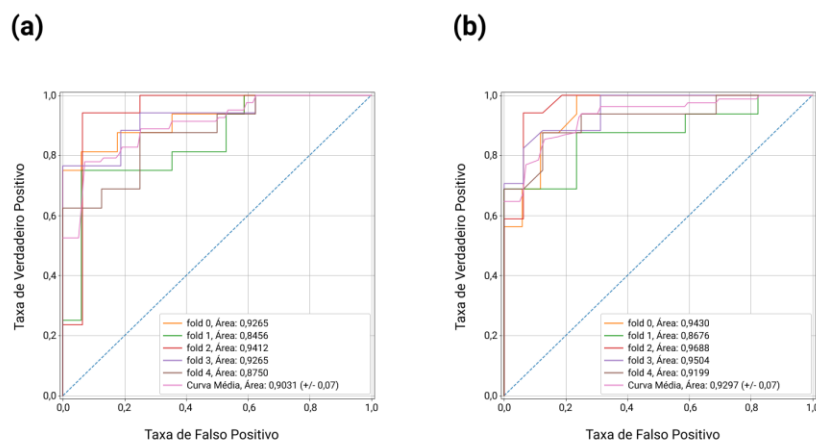 (a)
Taxa de Verdadeiro Positivo
1,0
0,8
0,6
0,4
0,2
0,0
fold 0, Área: 0,9265
fold 1, Área: 0,8456
fold 2, Área: 0,9412
fold 3, Área: 0,9265
fold 4, Área: 0,8750
Curva Média, Área: 0,9031 (+/- 0,07)
0,0 0,2 0,4 0,6 0,8 1,0
Taxa de Falso Positivo
(b)
Taxa de Verdadeiro Positivo
1,0
0,8
0,6
0,4
0,2
0,0
fold 0, Área: 0,9430
fold 1, Área: 0,8676
fold 2, Área: 0,9688
fold 3, Área: 0,9504
fold 4, Área: 0,9199
Curva Média, Área: 0,9297 (+/- 0,07)
0,0 0,2 0,4 0,6 0,8 1,0
Taxa de Falso Positivo